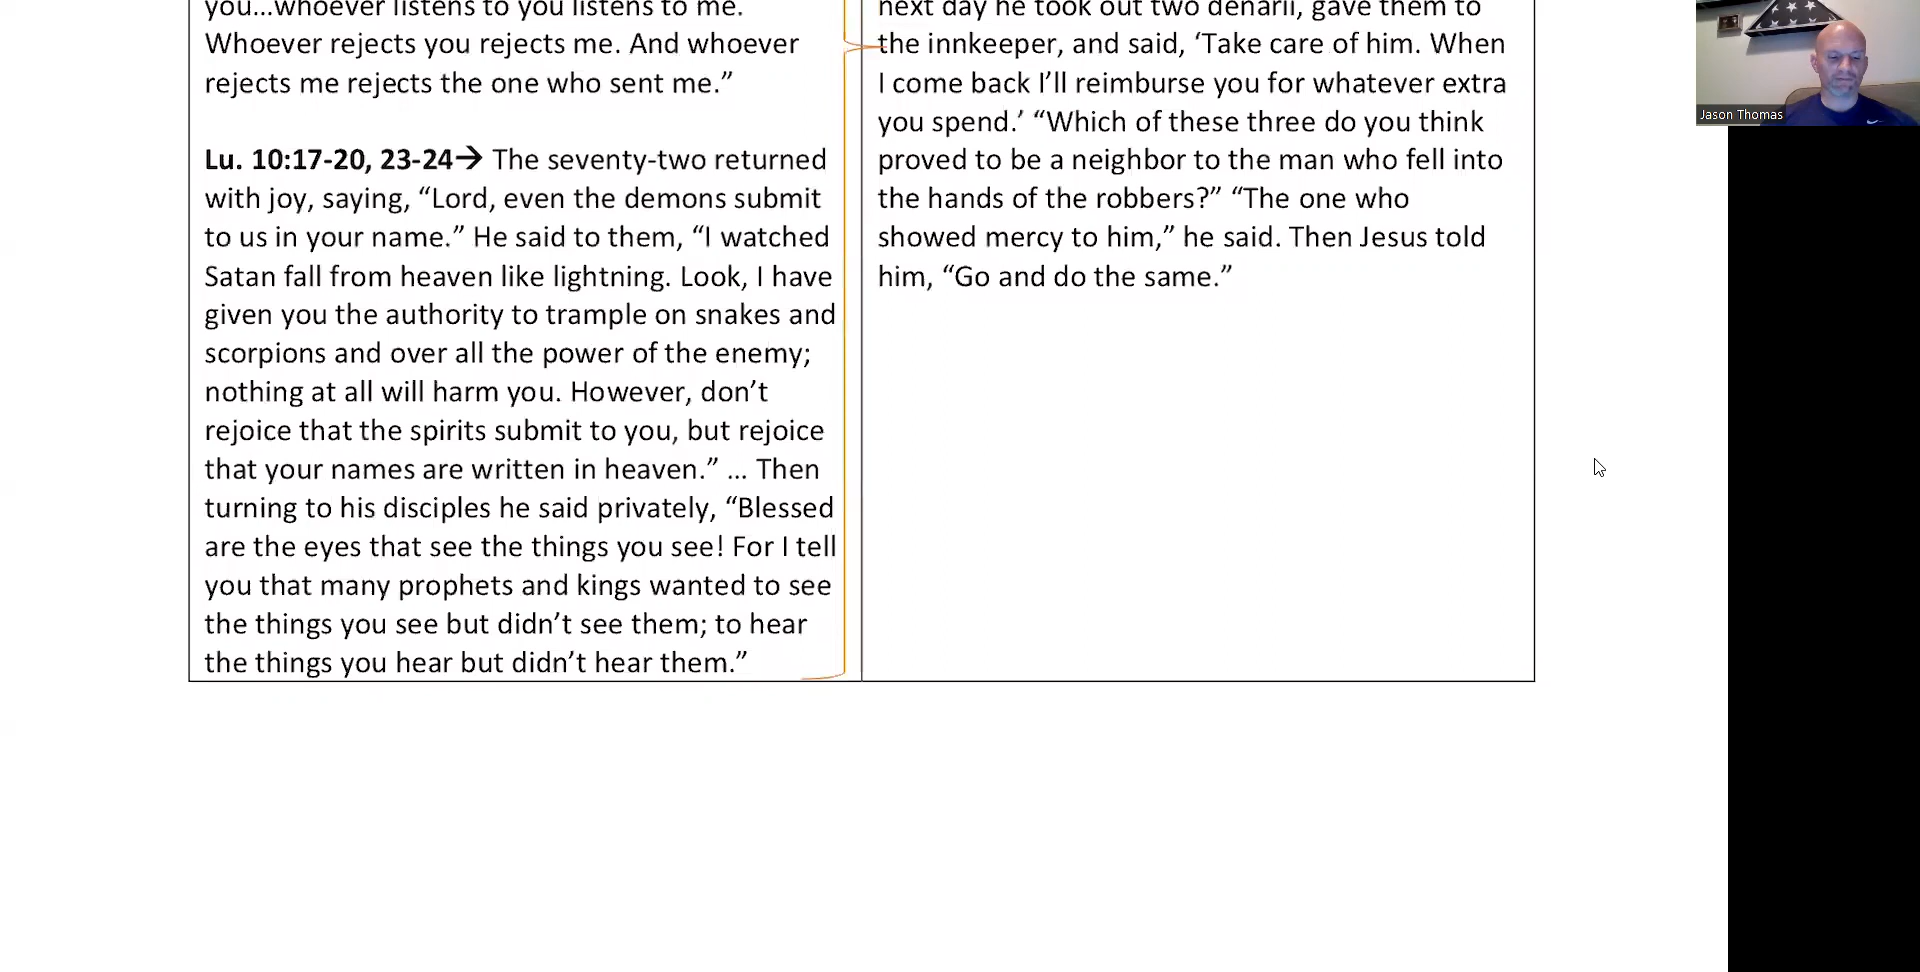 you...whoever listens to you listens to me.
Whoever rejects you rejects me. And whoever
rejects me rejects the one who sent me.”
Lu. 10:17-20, 23-24→ The seventy-two returned
with joy, saying, “Lord, even the demons submit
to us in your name.” He said to them, “I watched
Satan fall from heaven like lightning. Look, I have
given you the authority to trample on snakes and
scorpions and over all the power of the enemy;
nothing at all will harm you. However, don’t
rejoice that the spirits submit to you, but rejoice
that your names are written in heaven.” ... Then
turning to his disciples he said privately, “Blessed
are the eyes that see the things you see! For I tell
you that many prophets and kings wanted to see
the things you see but didn’t see them; to hear
the things you hear but didn’t hear them.”
next day he took out two denarii, gave them to
the innkeeper, and said, ‘Take care of him. When
I come back I’ll reimburse you for whatever extra
you spend.’ “Which of these three do you think
proved to be a neighbor to the man who fell into
the hands of the robbers?” “The one who
showed mercy to him,” he said. Then Jesus told
him, “Go and do the same.”
Jason Thomas